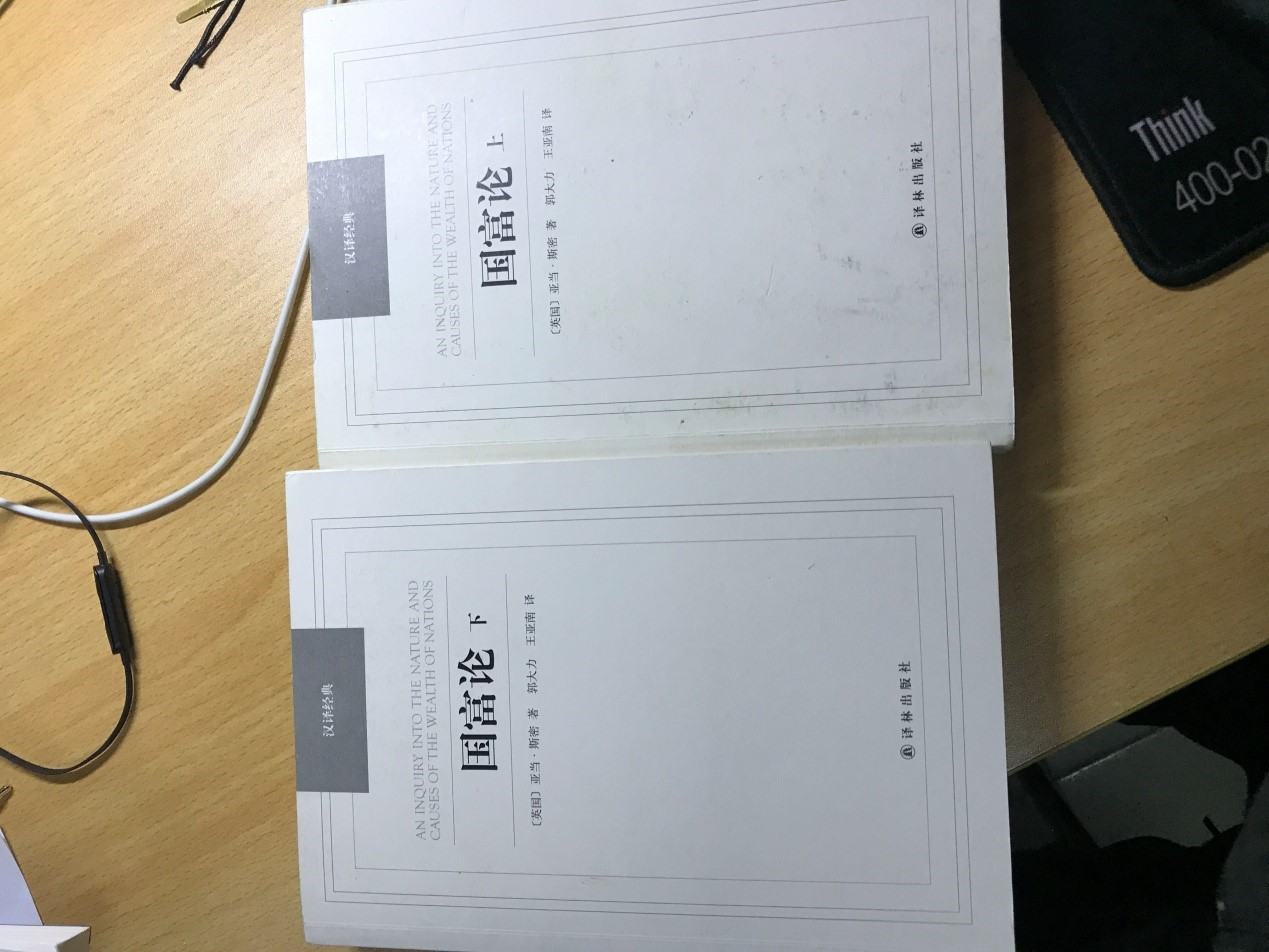 汉译经典
AN INQUIRY INTO THE NATURE AND
CAUSES OF THE WEALTH OF NATIONS
国富论 上
〔英国〕亚当·斯密 著 郭大力 王亚南 译
译林出版社
汉译经典
AN INQUIRY INTO THE NATURE AND
CAUSES OF THE WEALTH OF NATIONS
国富论 下
〔英国〕亚当·斯密 著 郭大力 王亚南 译
译林出版社
Think
400-02